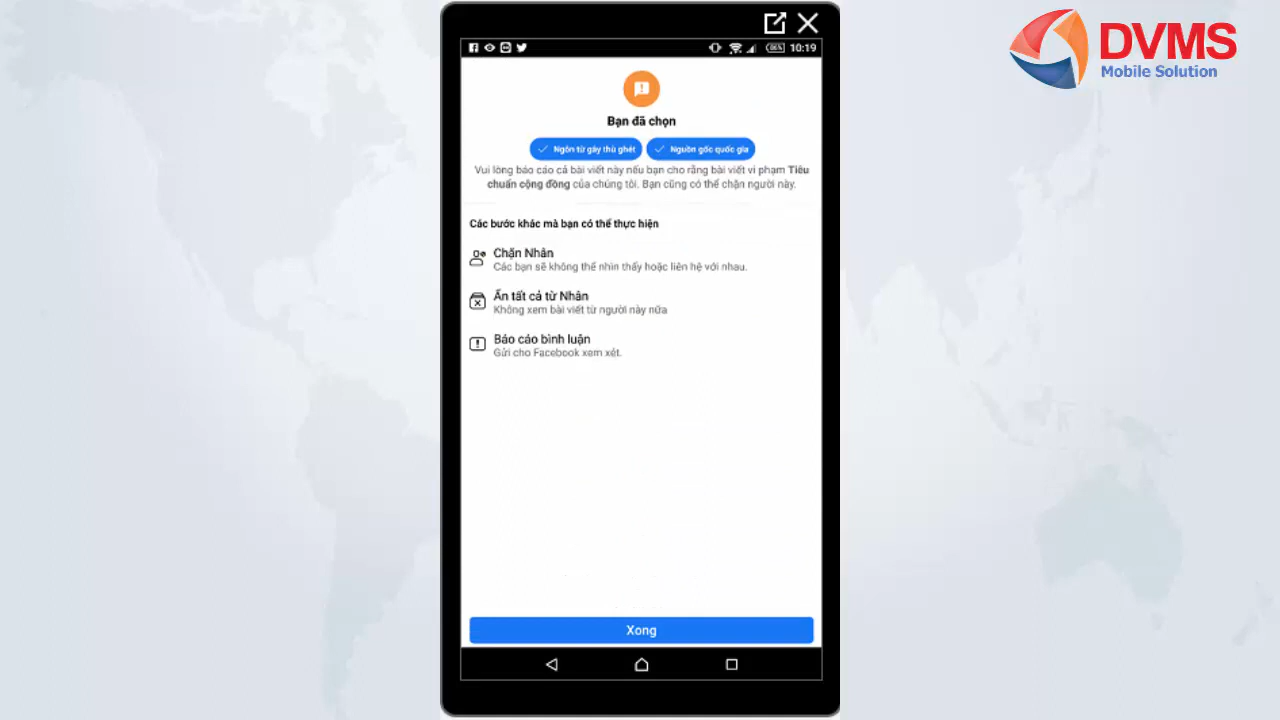 DVMS
Mobile Solution
86%
10:19
Bạn đã chọn
Ngôn từ gây thù ghét
Nguồn gốc quốc gia
Vui lòng báo cáo cả bài viết này nếu bạn cho rằng bài viết vi phạm Tiêu
chuẩn cộng đồng của chúng tôi. Bạn cũng có thể chặn người này.
Các bước khác mà bạn có thể thực hiện
Chặn Nhân
Các bạn sẽ không thể nhìn thấy hoặc liên hệ với nhau.
Ẩn tất cả từ Nhân
Không xem bài viết từ người này nữa
Báo cáo bình luận
Gửi cho Facebook xem xét.
Xong